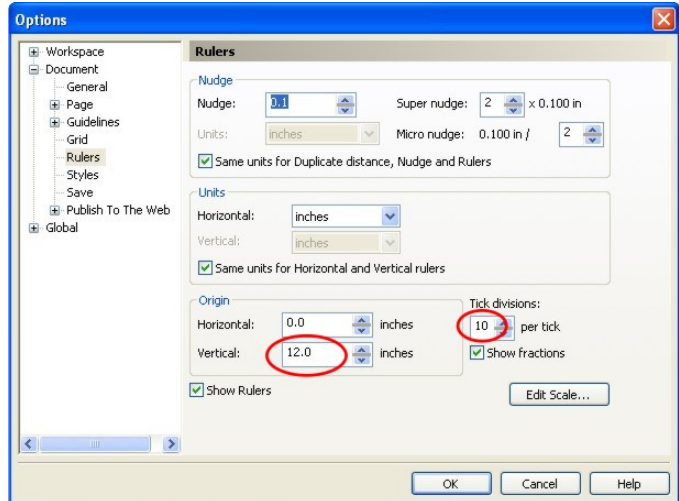 Options
Workspace
Document
General
Page
Guidelines
Grid
Rulers
Styles
Save
Publish To The Web
Global
Rulers
Nudge
Nudge: 0.1 Super nudge: 2 x 0.100 in
Units: inches Micro nudge: 0.100 in / 2
Same units for Duplicate distance, Nudge and Rulers
Units
Horizontal: inches
Vertical: inches
Same units for Horizontal and Vertical rulers
Origin
Horizontal: 0.0 inches
Vertical: 12.0 inches
Tick divisions:
10 per tick
Show fractions
Show Rulers
Edit Scale...
OK Cancel Help